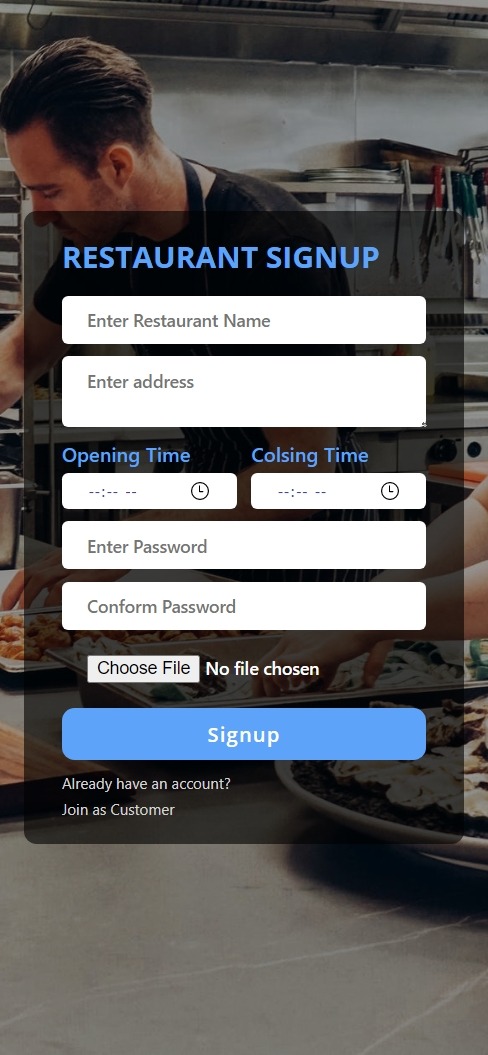 RESTAURANT SIGNUP
Enter Restaurant Name
Enter address
Opening Time Colsing Time
--:-- -- --:-- --
Enter Password
Conform Password
Choose File No file chosen
Signup
Already have an account?
Join as Customer